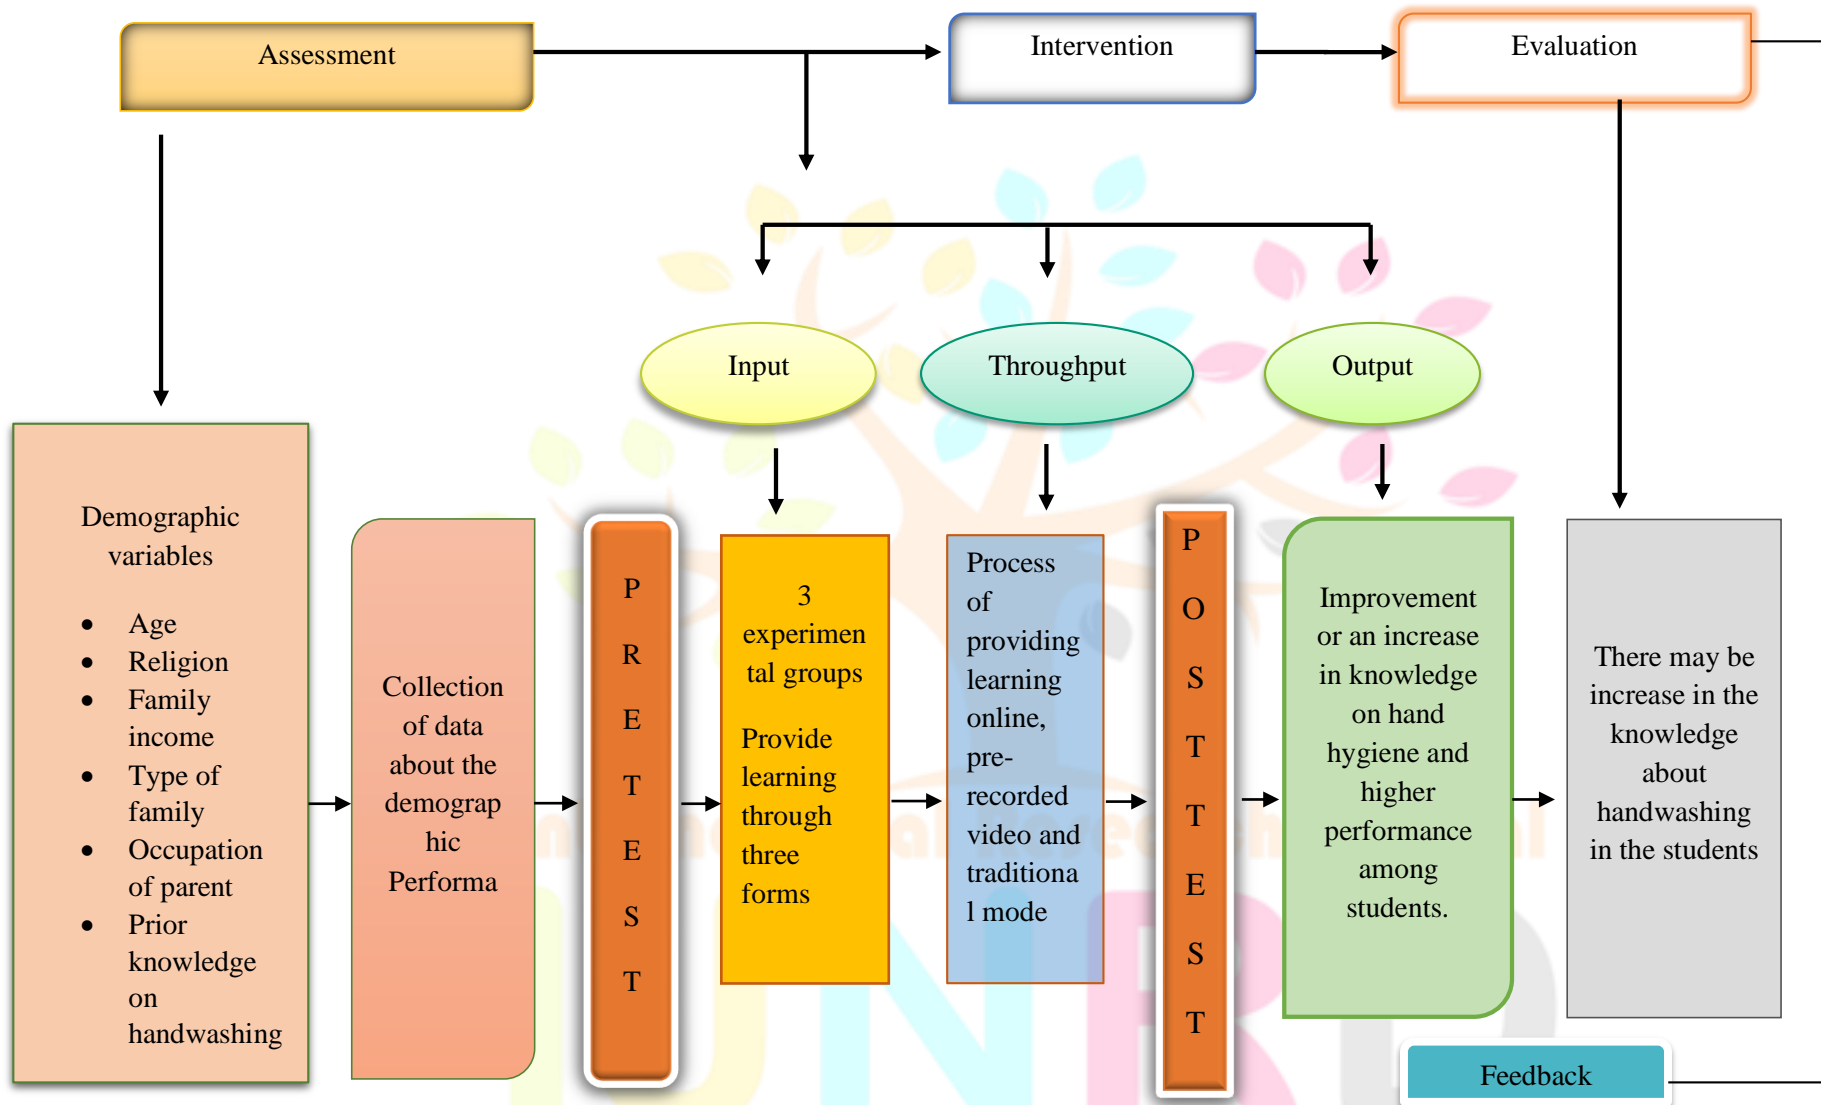 Assessment
Intervention
Evaluation
Input
Throughput
Output
Demographic
variables
• Age
• Religion
• Family
income
• Type of
family
• Occupation
of parent
• Prior
knowledge
on
handwashing
Collection
of data
about the
demograp
hic
Performa
P
R
E
T
E
S
T
3
experimen
tal groups
Provide
learning
through
three
forms
Process
of
providing
learning
online,
pre-
recorded
video and
traditiona
l mode
P
O
S
T
T
E
S
T
Improvement
or an increase
in knowledge
on hand
hygiene and
higher
performance
among
students.
There may be
increase in the
knowledge
about
handwashing
in the students
Feedback